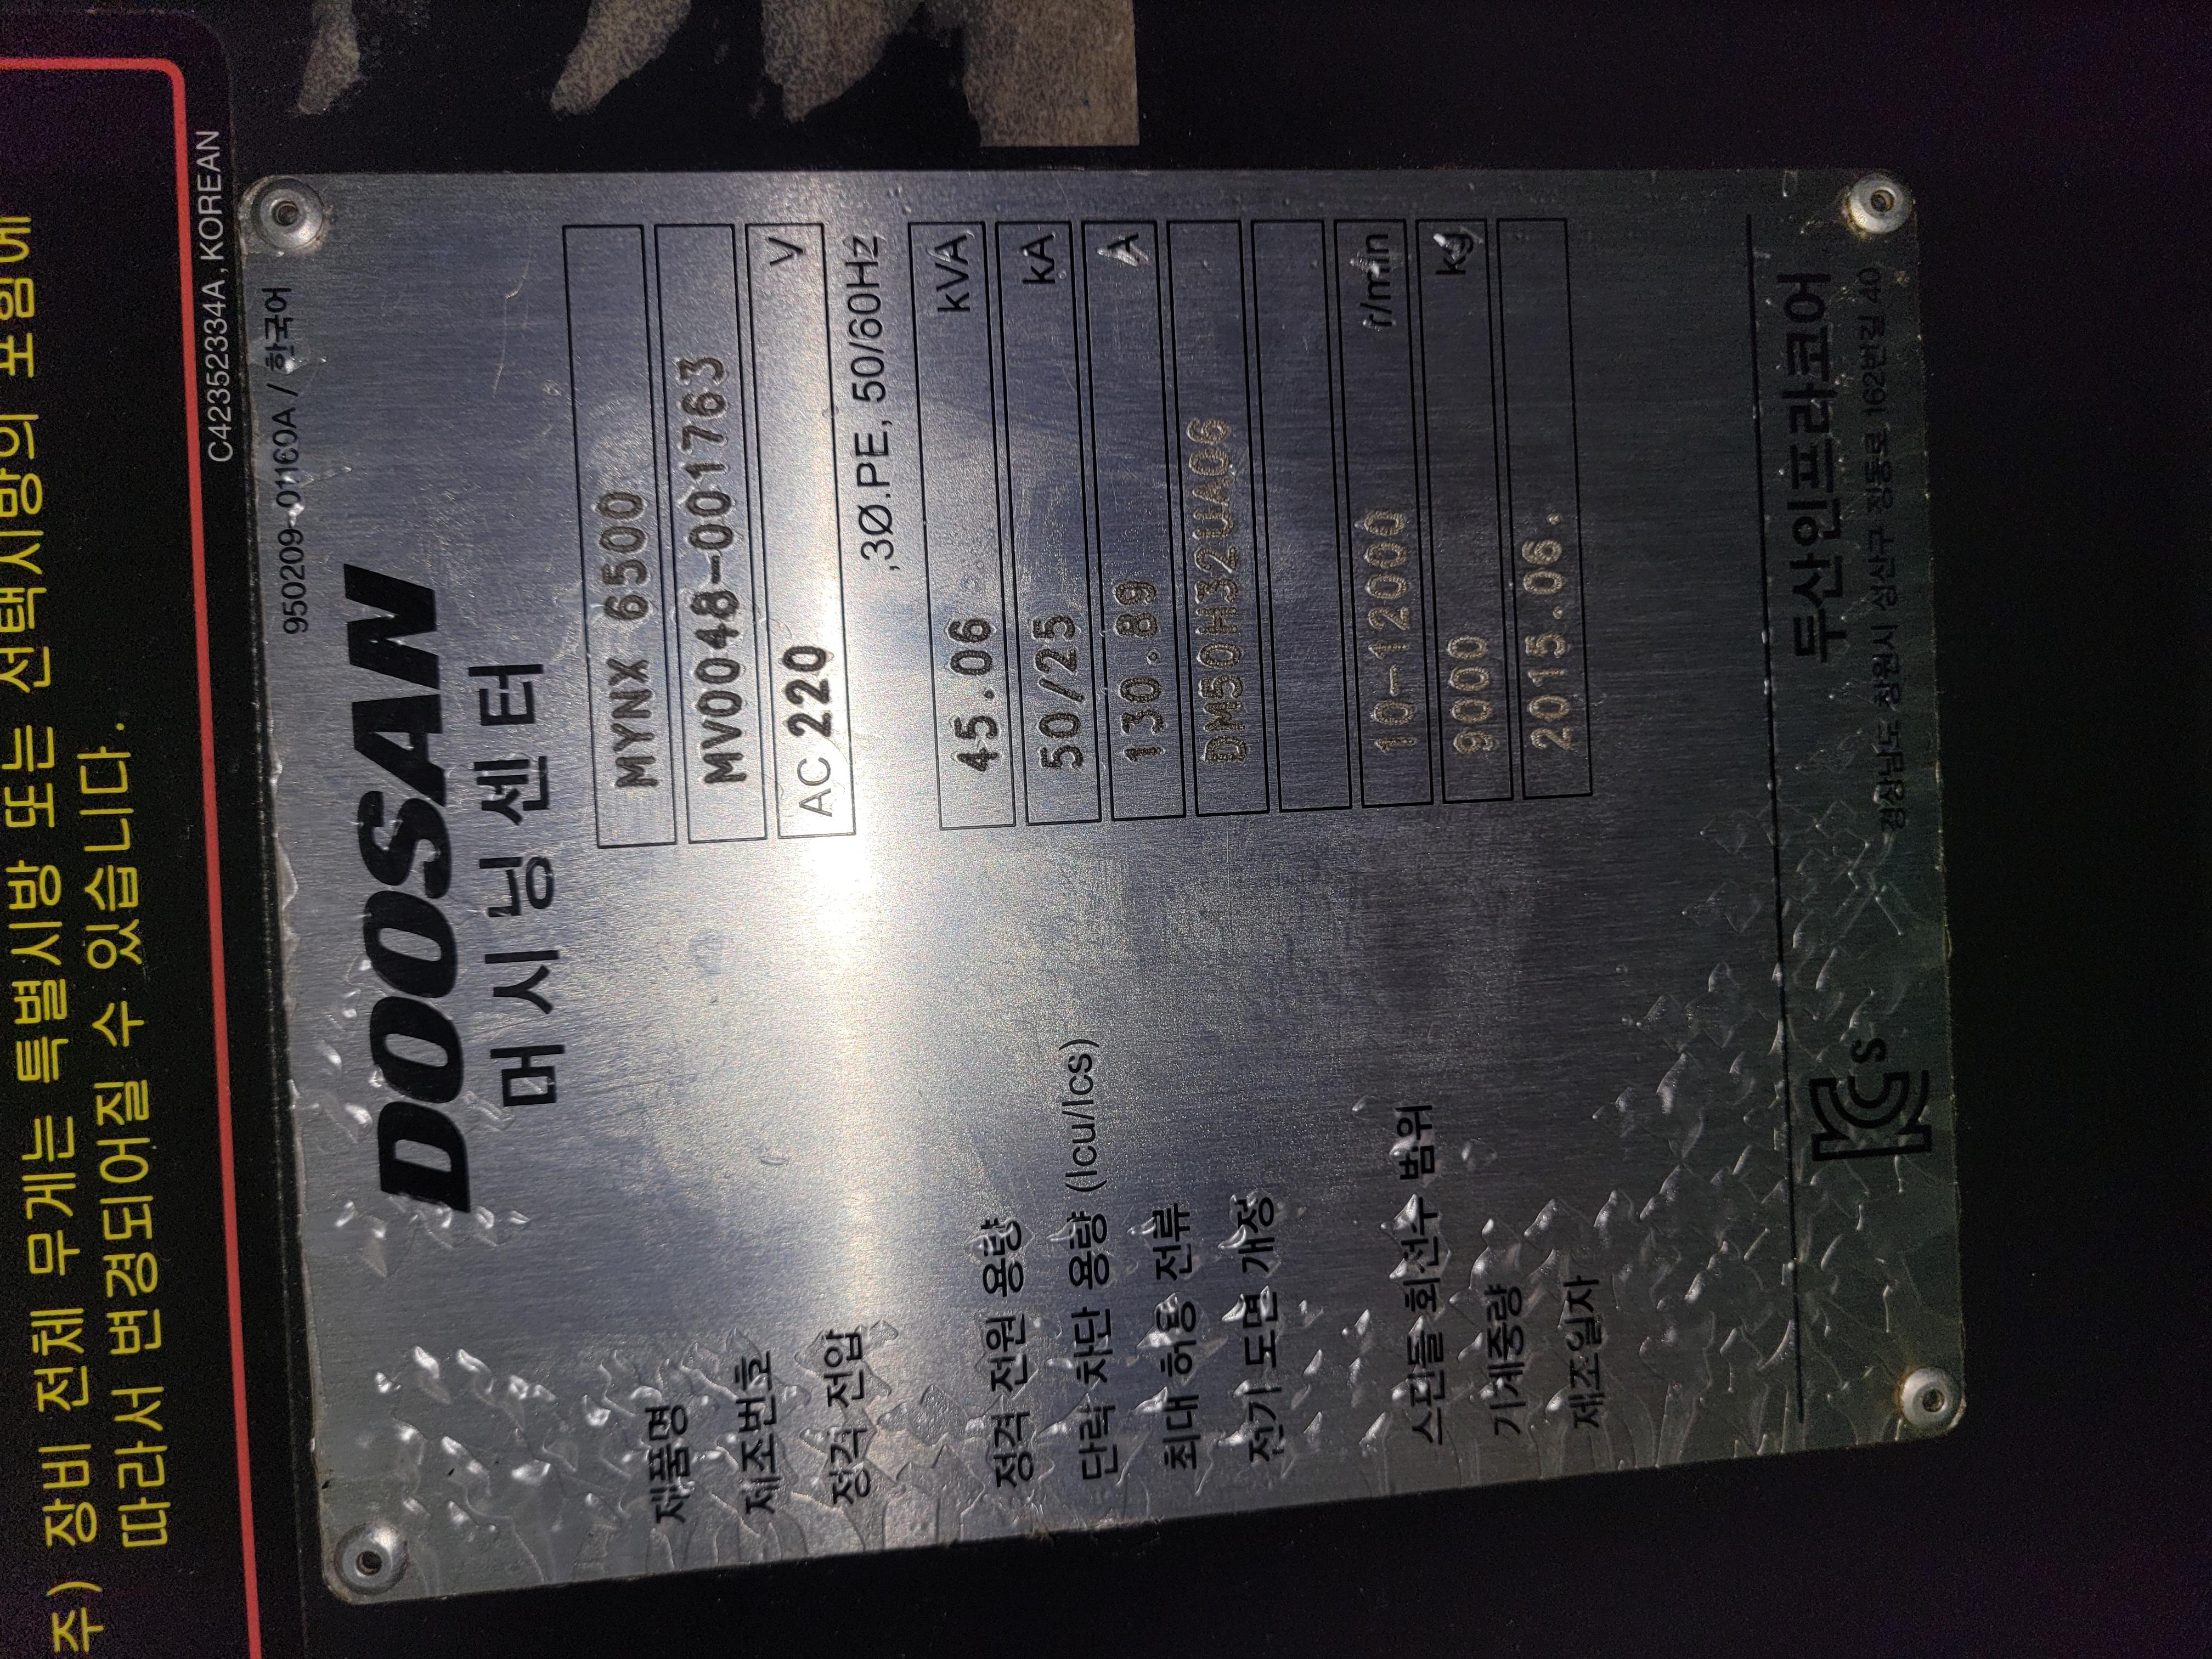 주) 장비 전체 무게는 특별시방 또는 선택시방의 포함에
따라서 변경되어질 수 있습니다.
C42352334A, KOREAN
950209-01160A / 한국어
DOOSAN
머시닝센터
제품명 MYNX 6500
제조번호 MV0048-001763
정격 전압 AC 220 V
,3Ø.PE, 50/60Hz
정격 전원 용량 45.06 kVA
단락 차단 용량 (Icu/Ics) 50/25 kA
최대 허용 전류 130.89 A
전기 도면 개정 DM50H32UA06
스핀들 회전수 범위 10-12000 r/min
기계중량 9000 kg
제조일자 2015.06.
두산인프라코어
경상남도 창원시 성산구 정동로 162번길 40
S